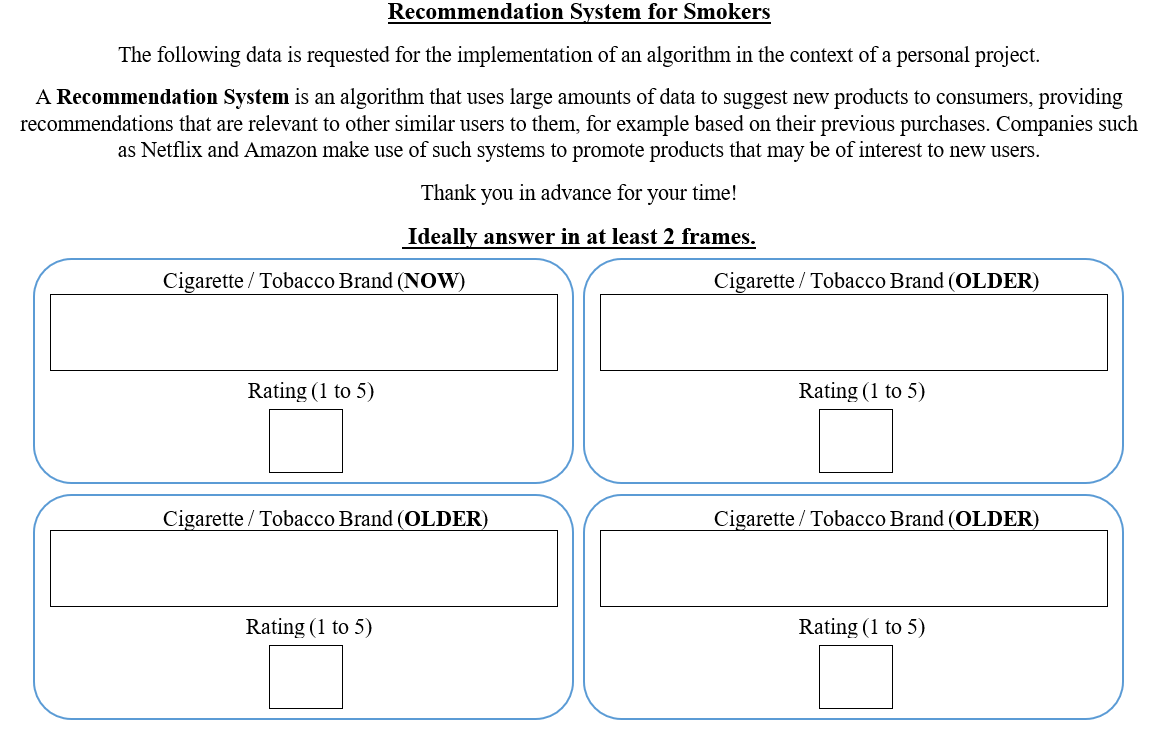 Recommendation System for Smokers
The following data is requested for the implementation of an algorithm in the context of a personal project.
A Recommendation System is an algorithm that uses large amounts of data to suggest new products to consumers, providing
recommendations that are relevant to other similar users to them, for example based on their previous purchases. Companies such
as Netflix and Amazon make use of such systems to promote products that may be of interest to new users.
Thank you in advance for your time!
Ideally answer in at least 2 frames.
Cigarette / Tobacco Brand (NOW)
Rating (1 to 5)
Cigarette / Tobacco Brand (OLDER)
Rating (1 to 5)
Cigarette / Tobacco Brand (OLDER)
Rating (1 to 5)
Cigarette / Tobacco Brand (OLDER)
Rating (1 to 5)